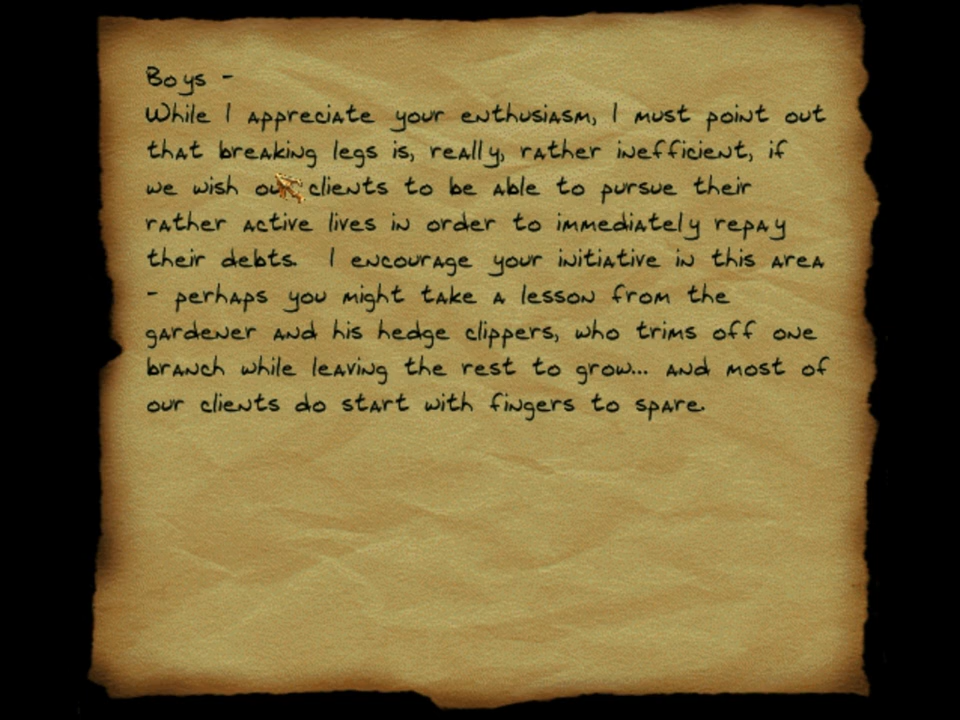 Boys -
While I appreciate your enthusiasm, I must point out
that breaking legs is, really, rather inefficient, if
we wish our clients to be able to pursue their
rather active lives in order to immediately repay
their debts.  I encourage your initiative in this area
- perhaps you might take a lesson from the
gardener and his hedge clippers, who trims off one
branch while leaving the rest to grow... and most of
our clients do start with fingers to spare.